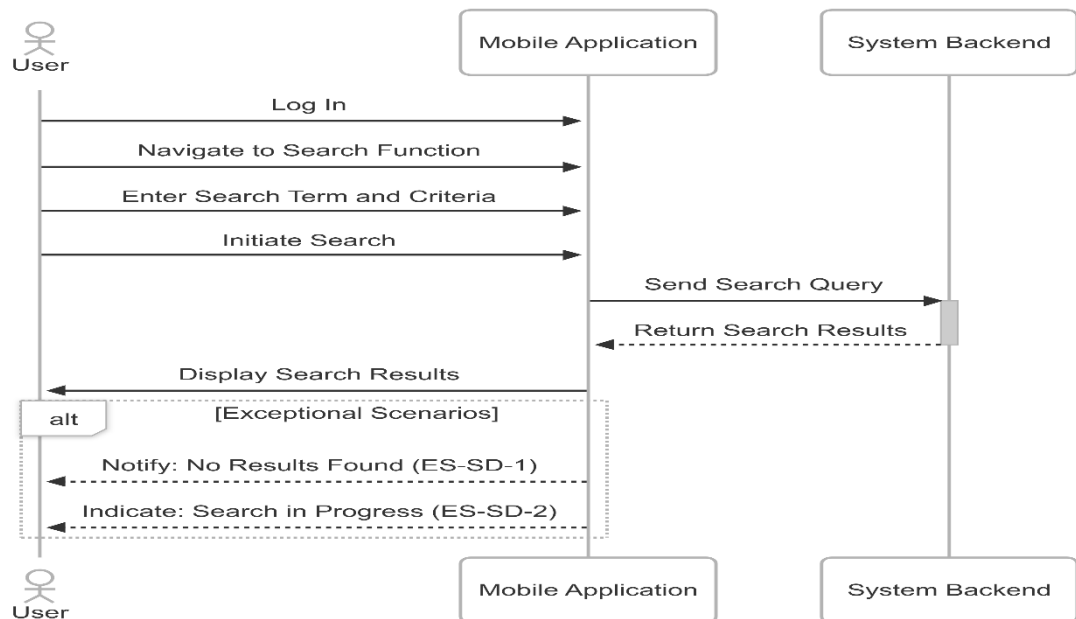 User
Mobile Application
System Backend
Log In
Navigate to Search Function
Enter Search Term and Criteria
Initiate Search
Send Search Query
Return Search Results
Display Search Results
alt
[Exceptional Scenarios]
Notify: No Results Found (ES-SD-1)
Indicate: Search in Progress (ES-SD-2)
User
Mobile Application
System Backend